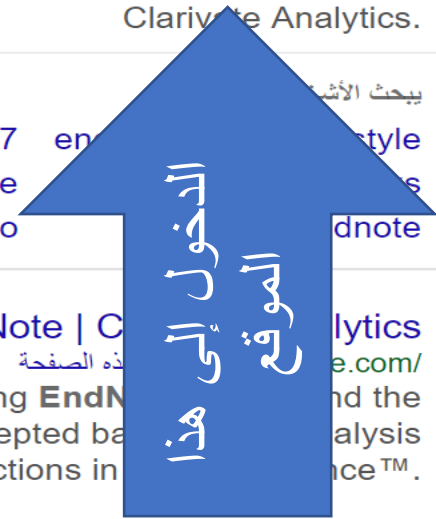 Clarivate Analytics.
يبحث الأش
7 en style
e s
o dnote
Note | C lytics
e.com/ ذه الصفحة
ng EndN nd the
epted ba alysis
ctions in nce™.
الدخول إلى هذا
الموقع